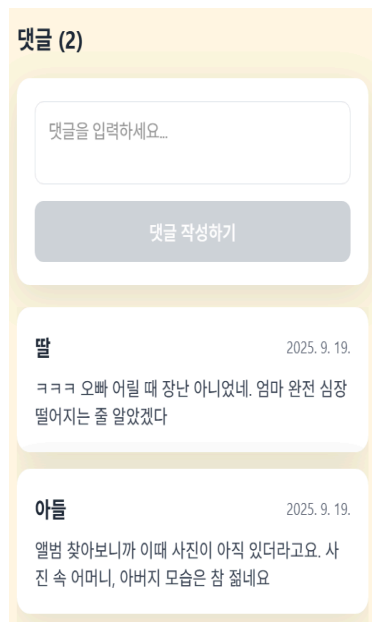 댓글 (2)
댓글을 입력하세요...
댓글 작성하기
딸
2025. 9. 19.
ㅋㅋㅋ 오빠 어릴 때 장난 아니었네. 엄마 완전 심장
떨어지는 줄 알았겠다
아들
2025. 9. 19.
앨범 찾아보니까 이때 사진이 아직 있더라고요. 사
진 속 어머니, 아버지 모습은 참 젊네요